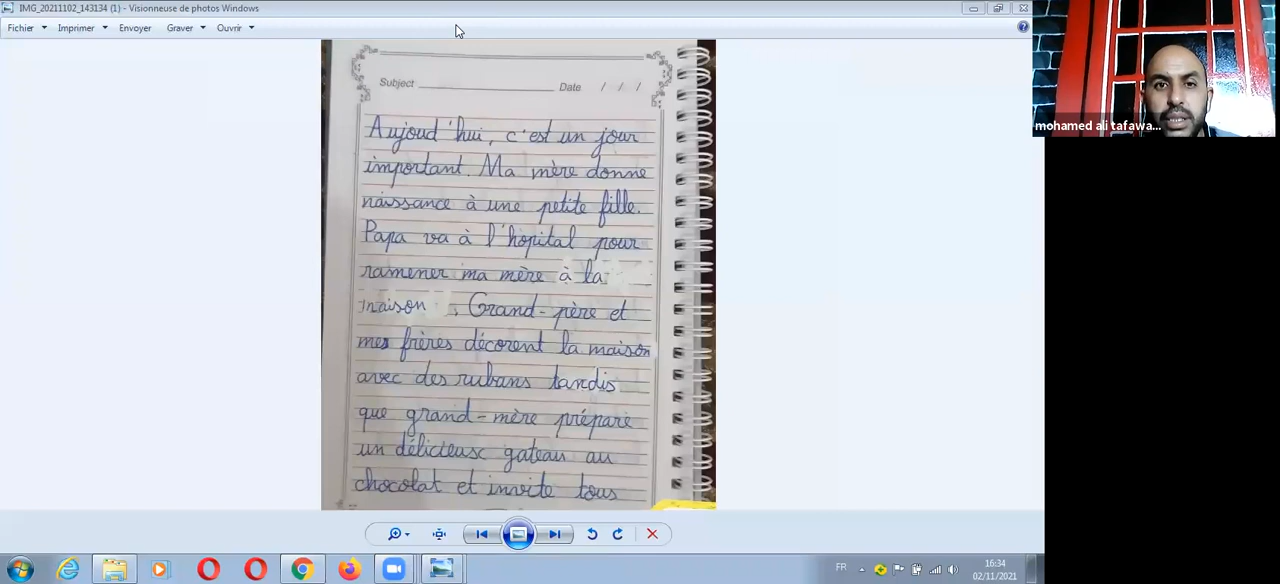 IMG_20211102_143134 (1) - Visionneuse de photos Windows
Fichier Imprimer Envoyer Graver Ouvrir
Subject Date / / /
Aujoud'hui, c'est un jour
important. Ma mère donne
naissance à une petite fille.
Papa va à l'hôpital pour
ramener ma mère à la
maison. Grand-père et
mes frères décorent la maison
avec des rubans tandis
que grand-mère prépare
un délicieux gateau au
chocolat et invite tous
mohamed ali tafawa...
FR 16:34
02/11/2021